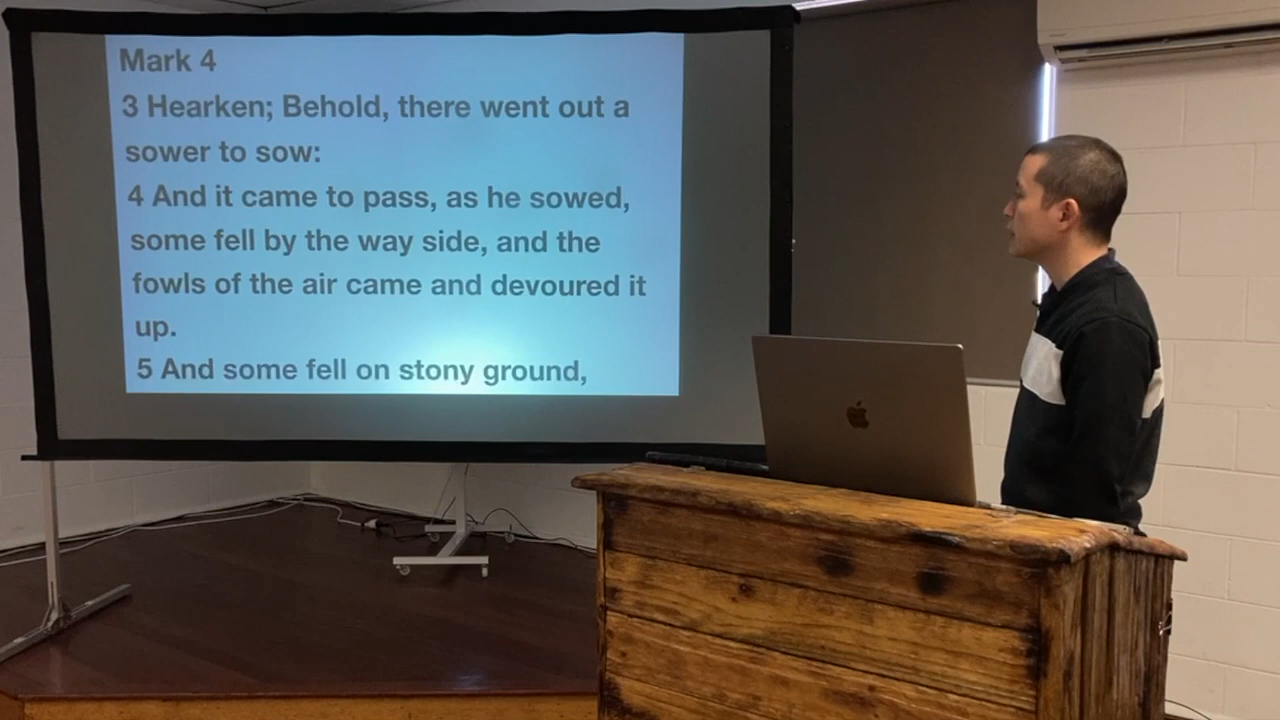 Mark 4
3 Hearken; Behold, there went out a
sower to sow:
4 And it came to pass, as he sowed,
some fell by the way side, and the
fowls of the air came and devoured it
up.
5 And some fell on stony ground,